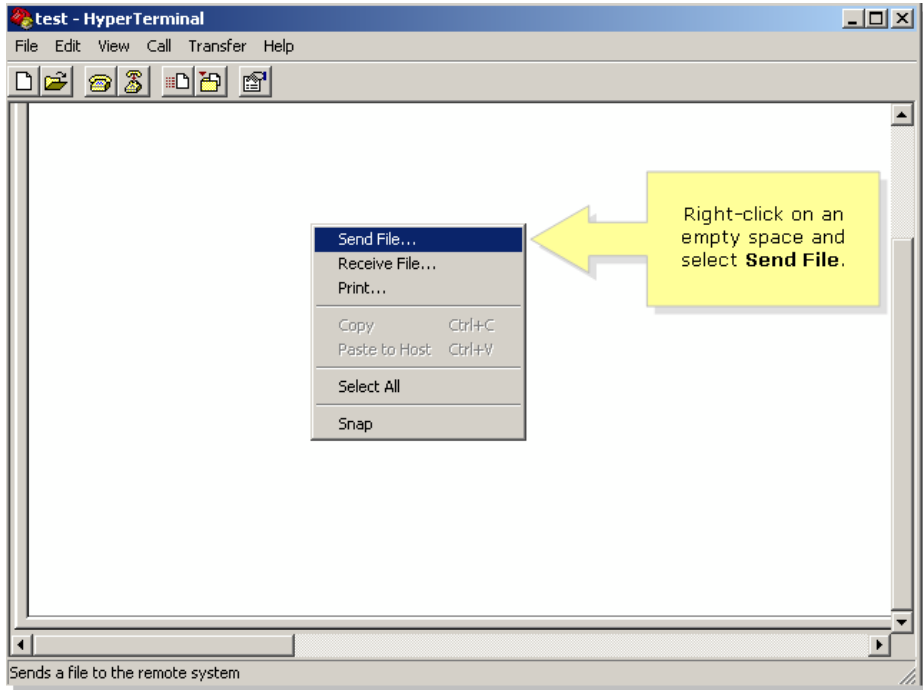 test - HyperTerminal
File Edit View Call Transfer Help
Right-click on an
empty space and
select Send File.
Send File...
Receive File...
Print...
Copy Ctrl+C
Paste to Host Ctrl+V
Select All
Snap
Sends a file to the remote system